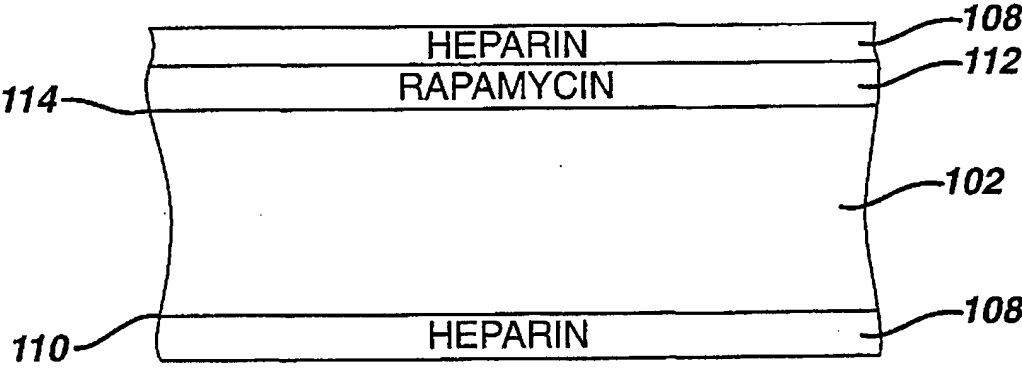 HEPARIN 108
RAPAMYCIN 112
114
102
110 HEPARIN 108